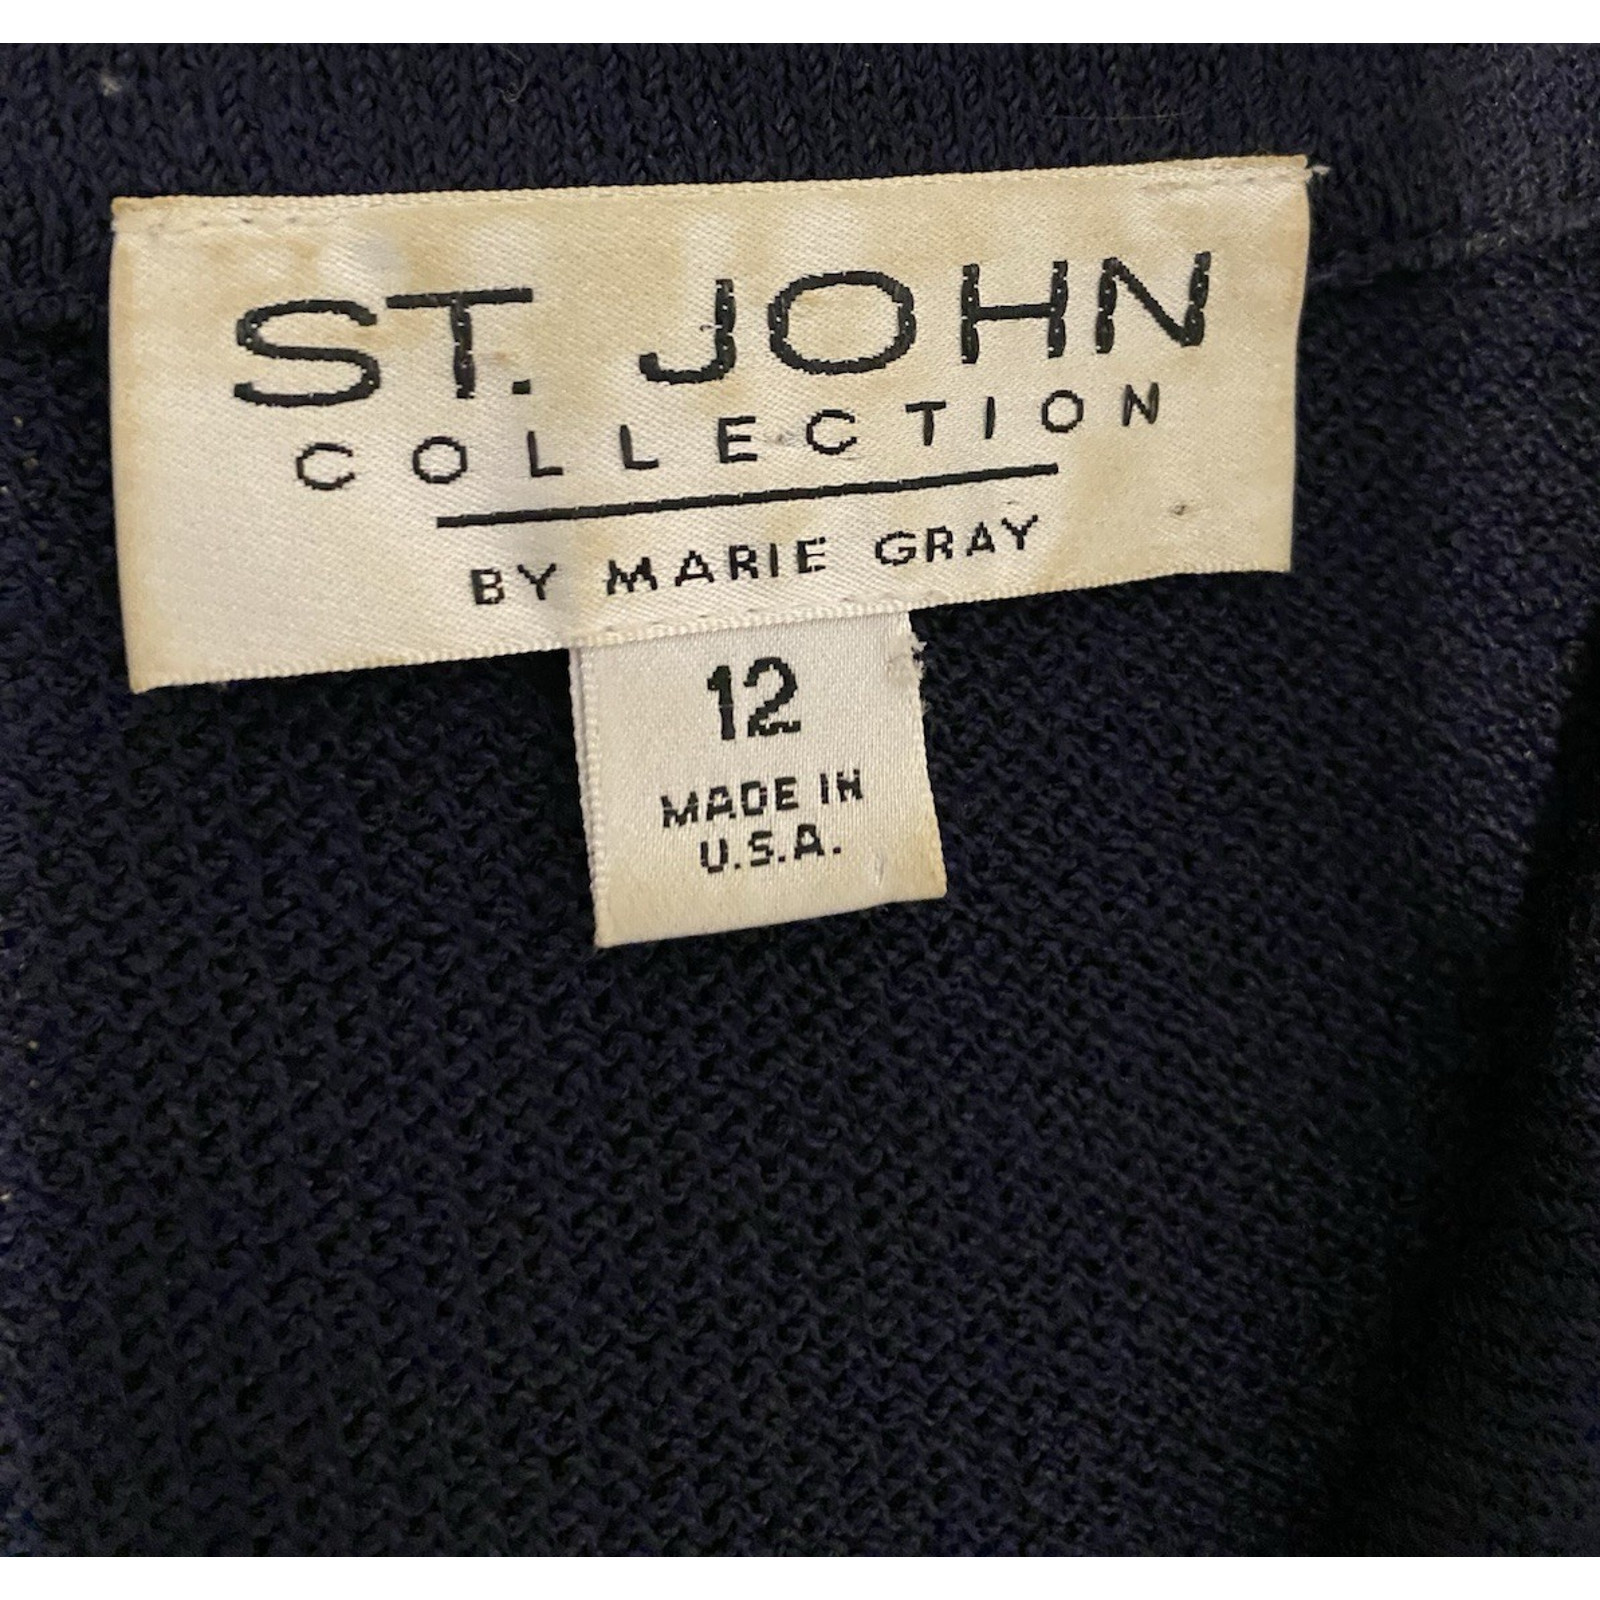 ST. JOHN
COLLECTION
BY MARIE GRAY
12
MADE IN
U.S.A.